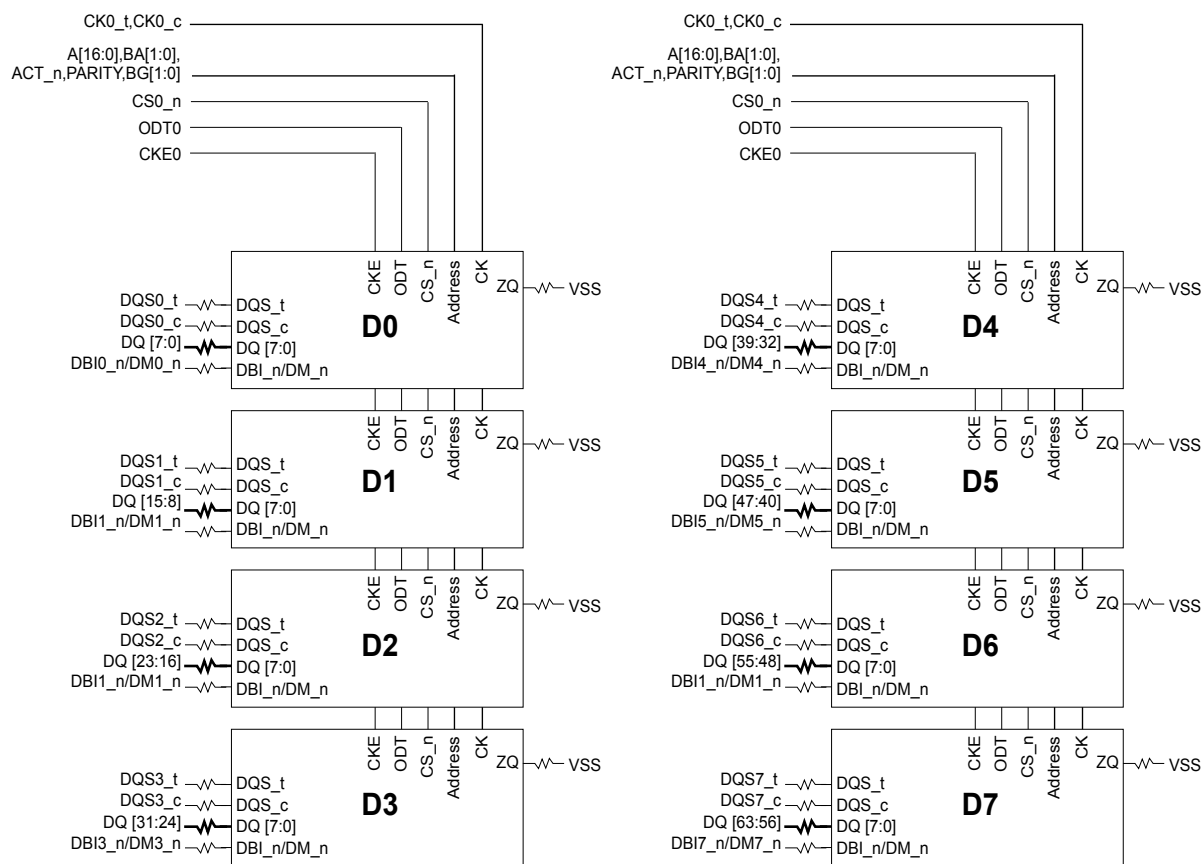 CK0_t,CK0_c
A[16:0],BA[1:0],
ACT_n,PARITY,BG[1:0]
CS0_n
ODT0
CKE0
CKE
ODT
CS_n
Address
CK
ZQ
VSS
DQS0_t
DQS0_c
DQ [7:0]
DBI0_n/DM0_n
DQS_t
DQS_c
DQ [7:0]
DBI_n/DM_n
D0
CKE
ODT
CS_n
Address
CK
ZQ
VSS
DQS1_t
DQS1_c
DQ [15:8]
DBI1_n/DM1_n
DQS_t
DQS_c
DQ [7:0]
DBI_n/DM_n
D1
CKE
ODT
CS_n
Address
CK
ZQ
VSS
DQS2_t
DQS2_c
DQ [23:16]
DBI1_n/DM1_n
DQS_t
DQS_c
DQ [7:0]
DBI_n/DM_n
D2
CKE
ODT
CS_n
Address
CK
ZQ
VSS
DQS3_t
DQS3_c
DQ [31:24]
DBI3_n/DM3_n
DQS_t
DQS_c
DQ [7:0]
DBI_n/DM_n
D3
CK0_t,CK0_c
A[16:0],BA[1:0],
ACT_n,PARITY,BG[1:0]
CS0_n
ODT0
CKE0
CKE
ODT
CS_n
Address
CK
ZQ
VSS
DQS4_t
DQS4_c
DQ [39:32]
DBI4_n/DM4_n
DQS_t
DQS_c
DQ [7:0]
DBI_n/DM_n
D4
CKE
ODT
CS_n
Address
CK
ZQ
VSS
DQS5_t
DQS5_c
DQ [47:40]
DBI5_n/DM5_n
DQS_t
DQS_c
DQ [7:0]
DBI_n/DM_n
D5
CKE
ODT
CS_n
Address
CK
ZQ
VSS
DQS6_t
DQS6_c
DQ [55:48]
DBI1_n/DM1_n
DQS_t
DQS_c
DQ [7:0]
DBI_n/DM_n
D6
CKE
ODT
CS_n
Address
CK
ZQ
VSS
DQS7_t
DQS7_c
DQ [63:56]
DBI7_n/DM7_n
DQS_t
DQS_c
DQ [7:0]
DBI_n/DM_n
D7